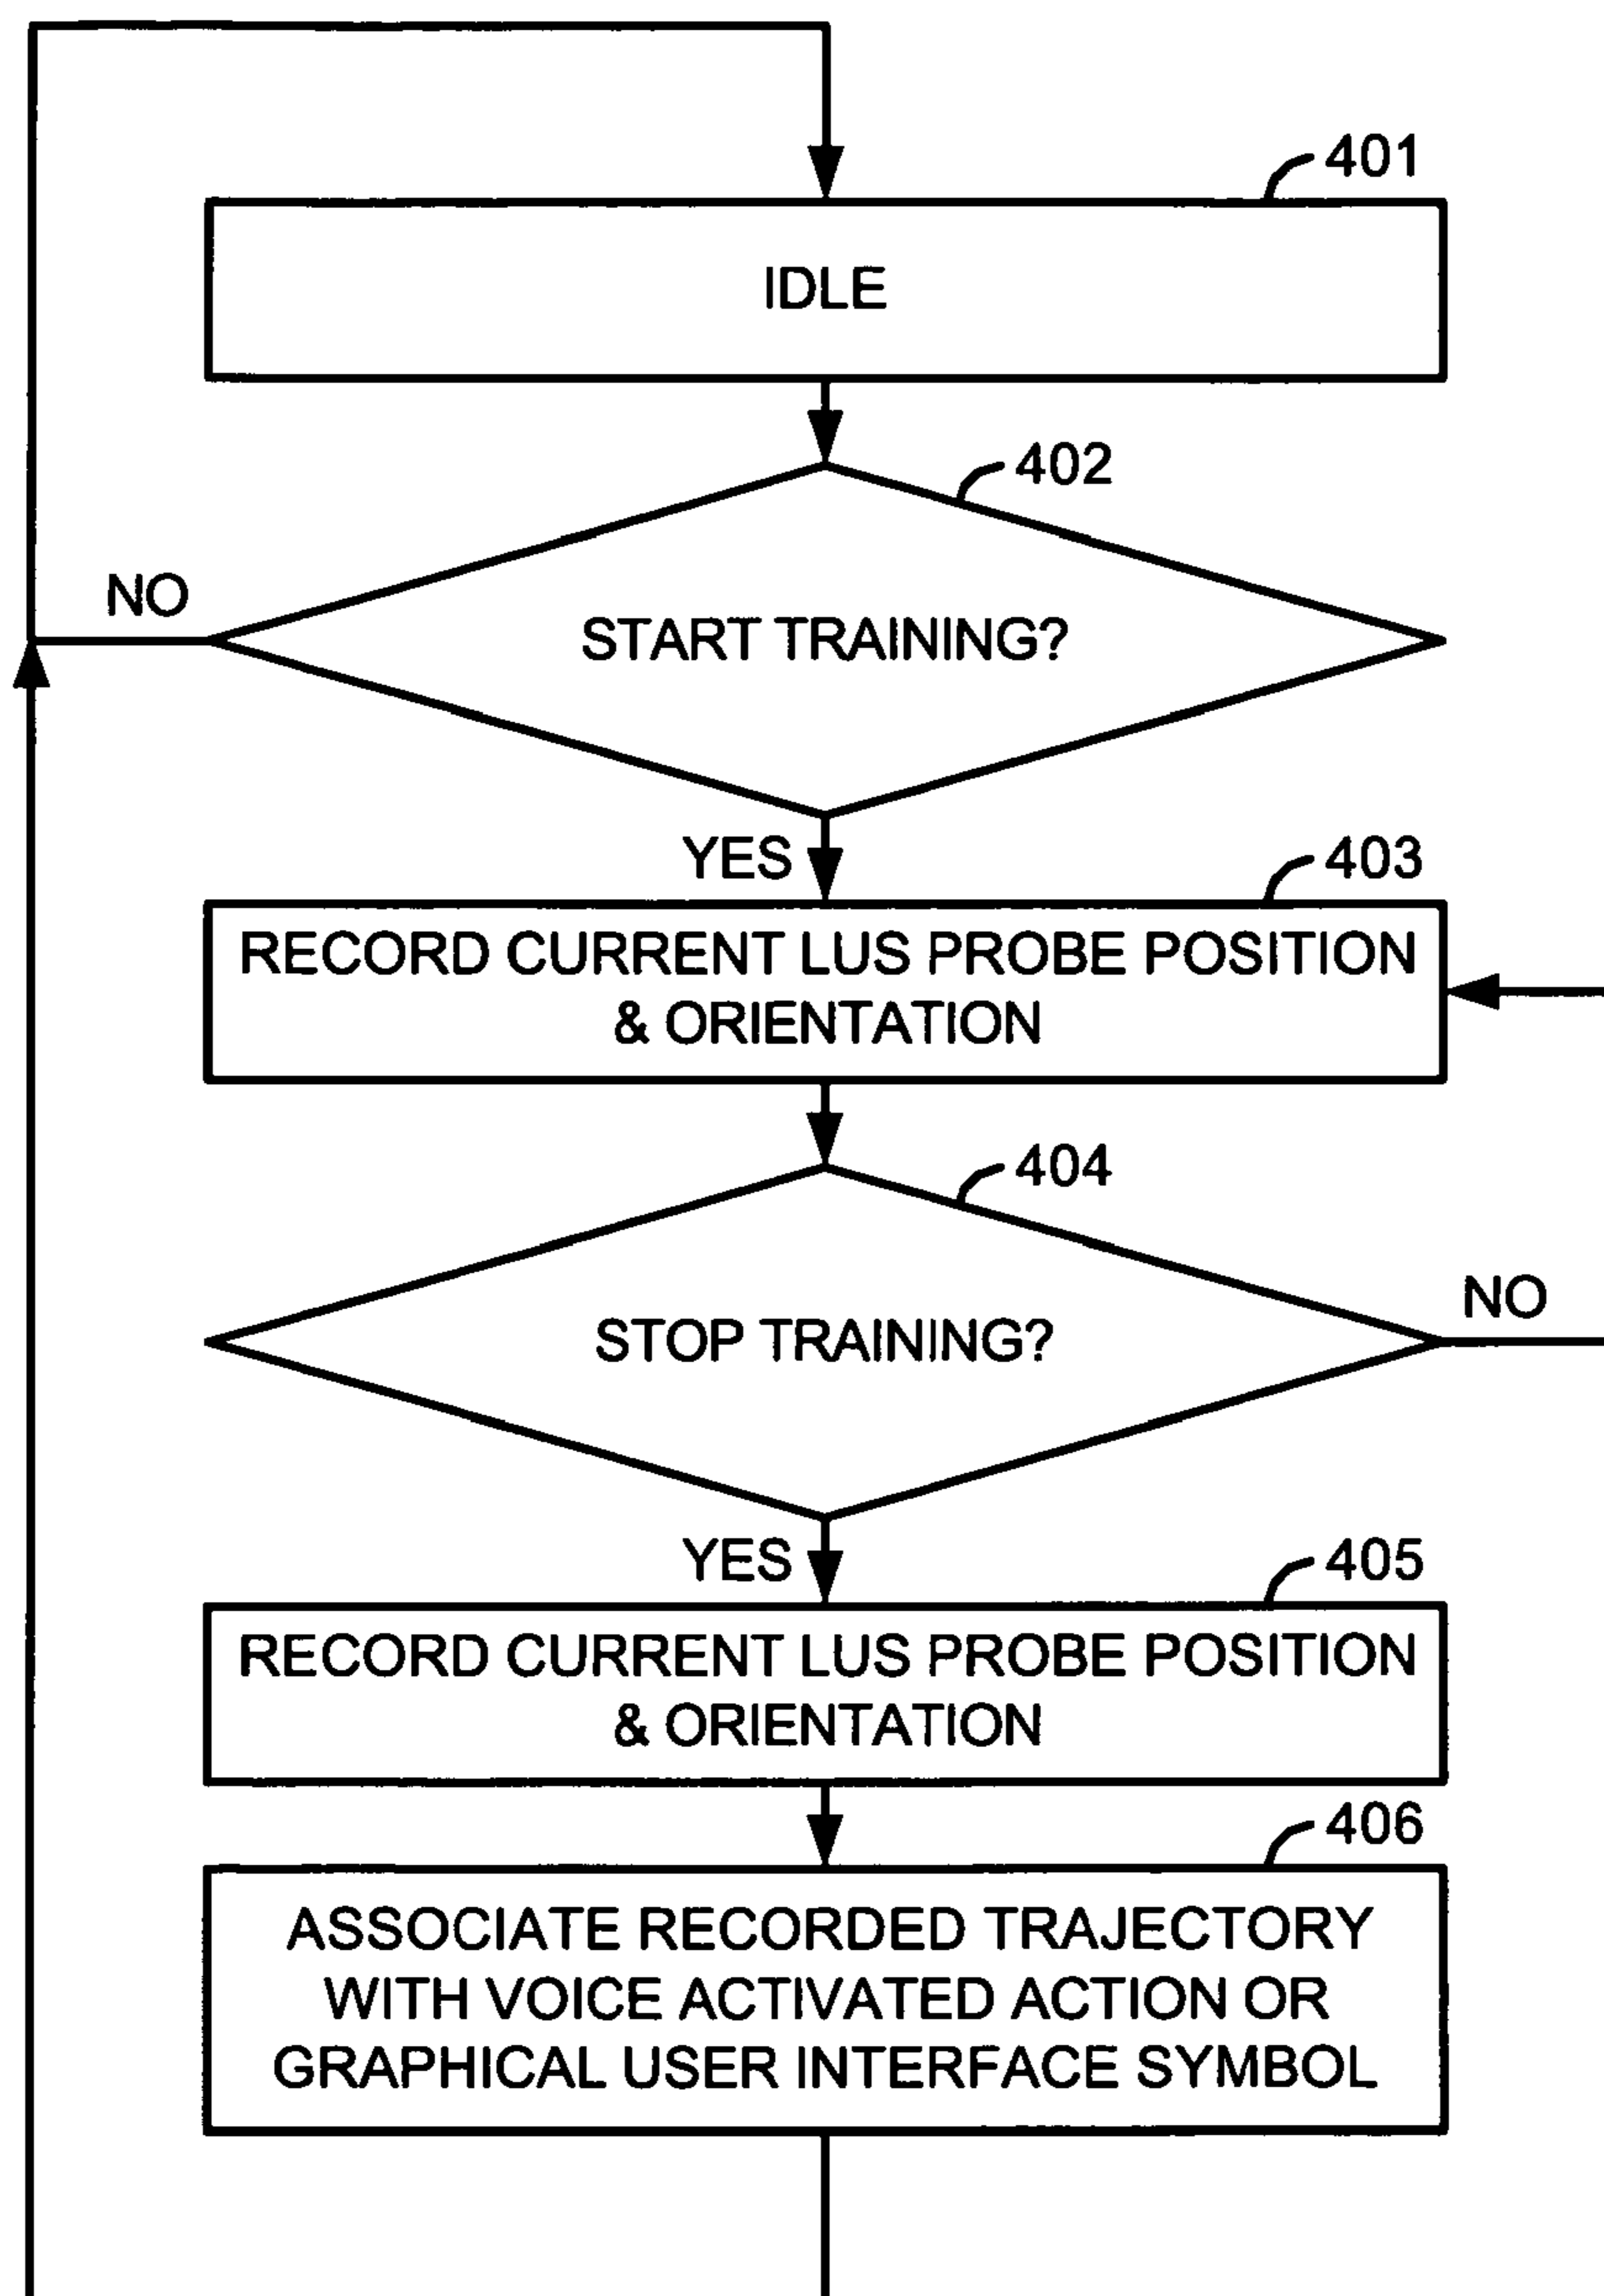 401
IDLE
402
NO
START TRAINING?
YES
403
RECORD CURRENT LUS PROBE POSITION
& ORIENTATION
404
NO
STOP TRAINING?
YES
405
RECORD CURRENT LUS PROBE POSITION
& ORIENTATION
406
ASSOCIATE RECORDED TRAJECTORY
WITH VOICE ACTIVATED ACTION OR
GRAPHICAL USER INTERFACE SYMBOL